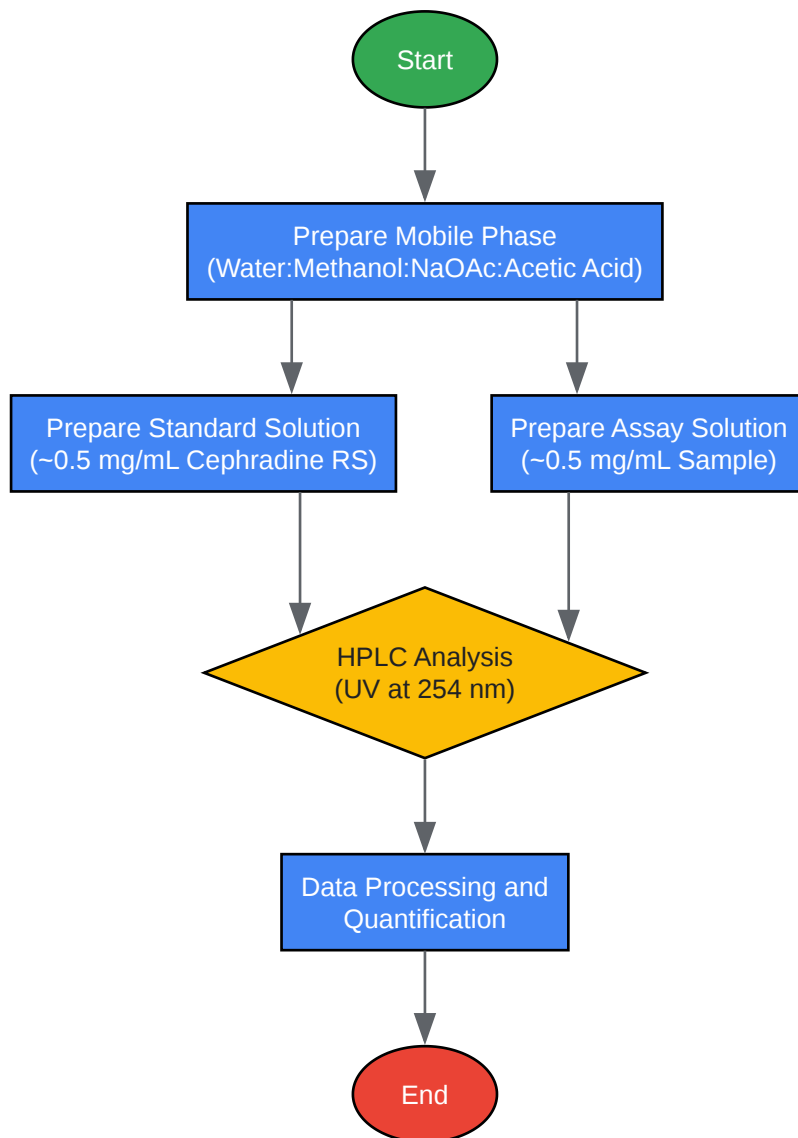 Start
Prepare Mobile Phase
(Water:Methanol:NaOAc:Acetic Acid)
Prepare Standard Solution
(~0.5 mg/mL Cephradine RS)
Prepare Assay Solution
(~0.5 mg/mL Sample)
HPLC Analysis
(UV at 254 nm)
Data Processing and
Quantification
End